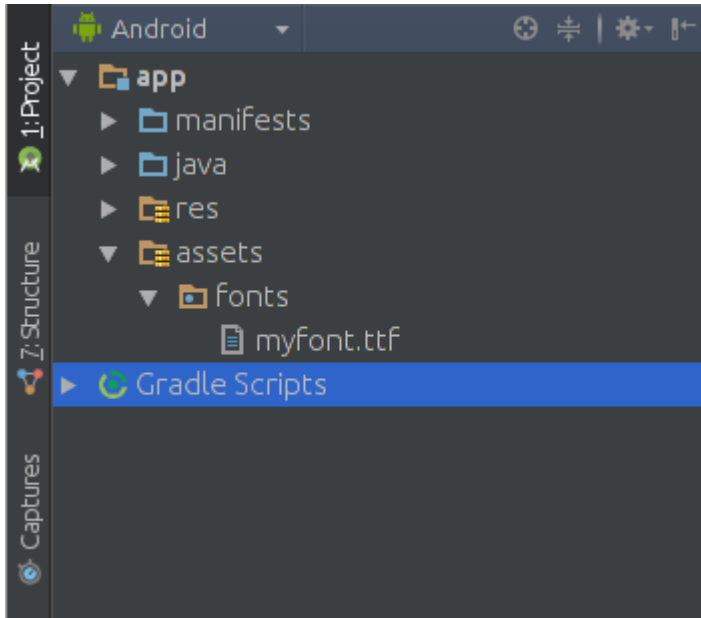 Android
app
manifests
java
res
assets
fonts
myfont.ttf
Gradle Scripts
1: Project
7: Structure
Captures